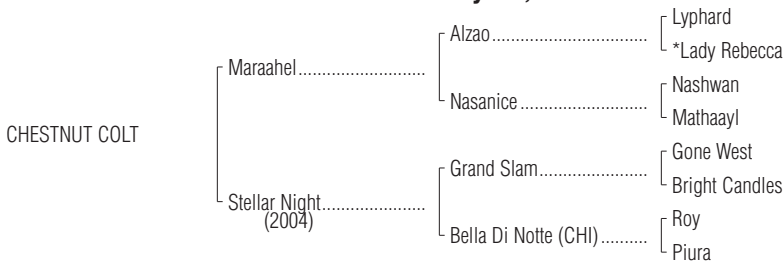 Lyphard
Alzao
*Lady Rebecca
Maraahel
Nashwan
Nasanice
Mathaayl
CHESTNUT COLT
Gone West
Grand Slam
Bright Candles
Stellar Night
(2004)
Roy
Bella Di Notte (CHI)
Piura